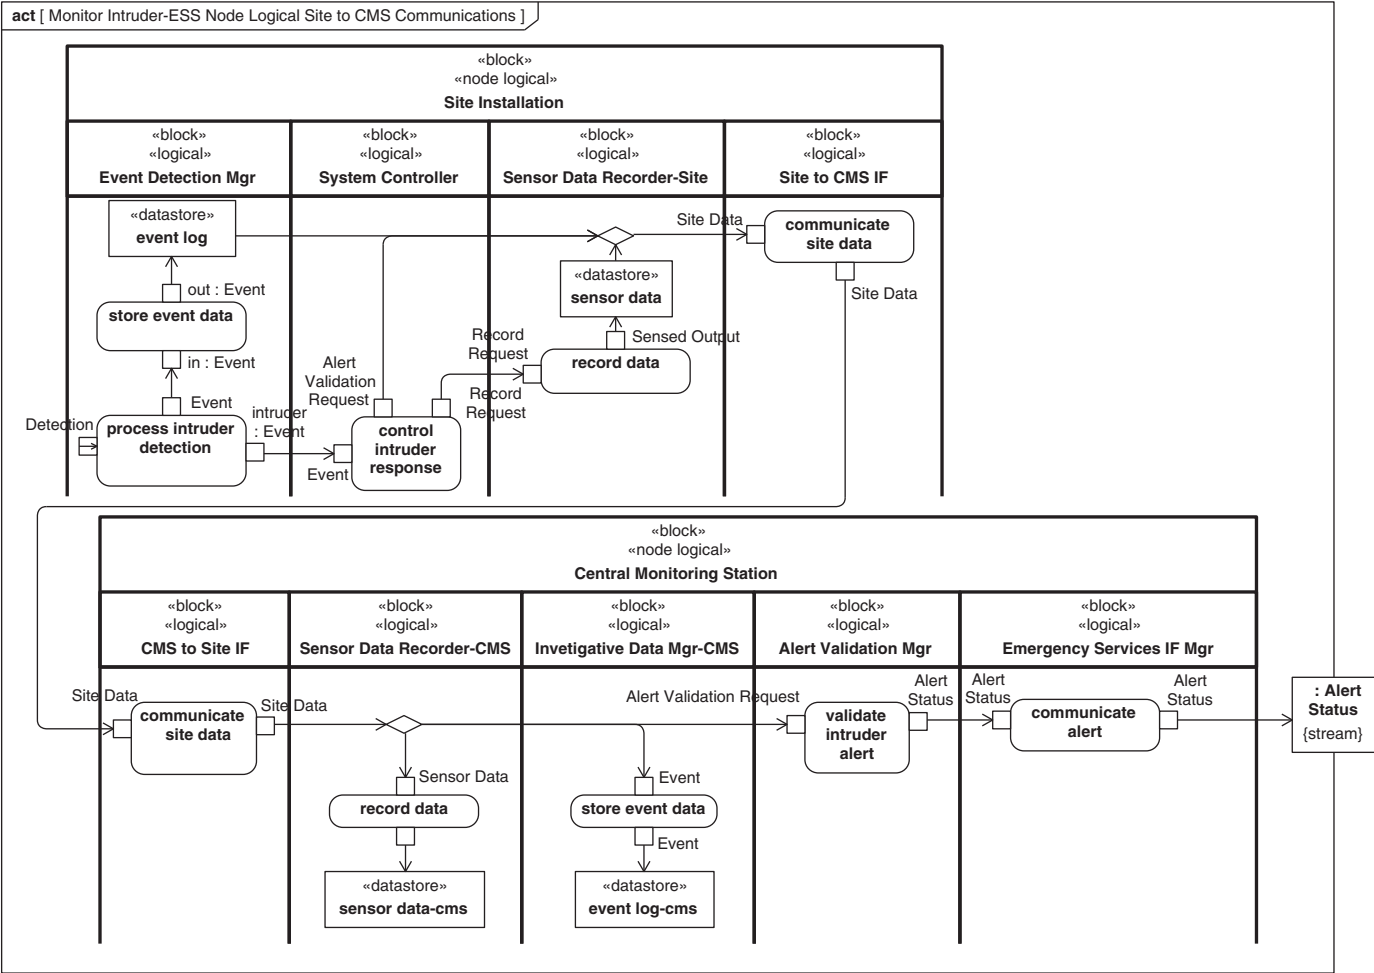 act [ Monitor Intruder-ESS Node Logical Site to CMS Communications ]
«block»
«node logical»
Site Installation
«block»
«logical»
Event Detection Mgr
«block»
«logical»
System Controller
«block»
«logical»
Sensor Data Recorder-Site
«block»
«logical»
Site to CMS IF
«datastore»
event log
out : Event
store event data
in : Event
Event
Detection
process intruder
detection
intruder
: Event
Event
Alert
Validation
Request
control
intruder
response
Record
Request
Record
Request
«datastore»
sensor data
Sensed Output
record data
Site Data
communicate
site data
Site Data
«block»
«node logical»
Central Monitoring Station
«block»
«logical»
CMS to Site IF
«block»
«logical»
Sensor Data Recorder-CMS
«block»
«logical»
Invetigative Data Mgr-CMS
«block»
«logical»
Alert Validation Mgr
«block»
«logical»
Emergency Services IF Mgr
Site Data
communicate
site data
Site Data
Sensor Data
record data
«datastore»
sensor data-cms
Event
store event data
Event
«datastore»
event log-cms
Alert Validation Request
validate
intruder
alert
Alert
Status
Alert
Status
communicate
alert
Alert
Status
: Alert
Status
{stream}